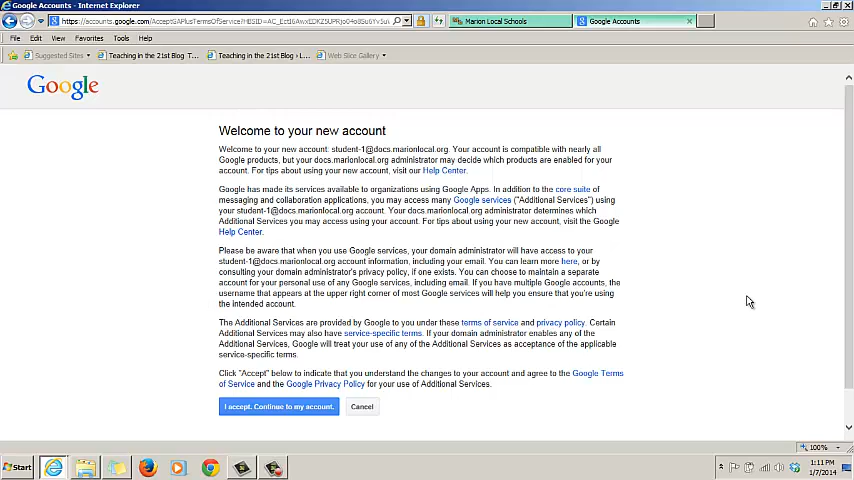 Google Accounts - Internet Explorer
Marion Local Schools
Google Accounts
File Edit View Favorites Tools Help
Suggested Sites
Teaching in the 21st Blog T...
Teaching in the 21st Blog › L...
Web Slice Gallery
Google
Welcome to your new account
Welcome to your new account: student-1@docs.marionlocal.org. Your account is compatible with nearly all
Google products, but your docs.marionlocal.org administrator may decide which products are enabled for your
account. For tips about using your new account, visit our Help Center.
Google has made its services available to organizations using Google Apps. In addition to the core suite of
messaging and collaboration applications, you may access many Google services ("Additional Services") using
your student-1@docs.marionlocal.org account. Your docs.marionlocal.org administrator determines which
Additional Services you may access using your account. For tips about using your new account, visit the Google
Help Center.
Please be aware that when you use Google services, your domain administrator will have access to your
student-1@docs.marionlocal.org account information, including your email. You can learn more here, or by
consulting your domain administrator's privacy policy, if one exists. You can choose to maintain a separate
account for your personal use of any Google services, including email. If you have multiple Google accounts, the
username that appears at the upper right corner of most Google services will help you ensure that you're using
the intended account.
The Additional Services are provided by Google to you under these terms of service and privacy policy. Certain
Additional Services may also have service-specific terms. If your domain administrator enables any of the
Additional Services, Google will treat your use of any of the Additional Services as acceptance of the applicable
service-specific terms.
Click "Accept" below to indicate that you understand the changes to your account and agree to the Google Terms
of Service and the Google Privacy Policy for your use of Additional Services.
I accept. Continue to my account.
Cancel
100%
Start
1:11 PM
1/7/2014